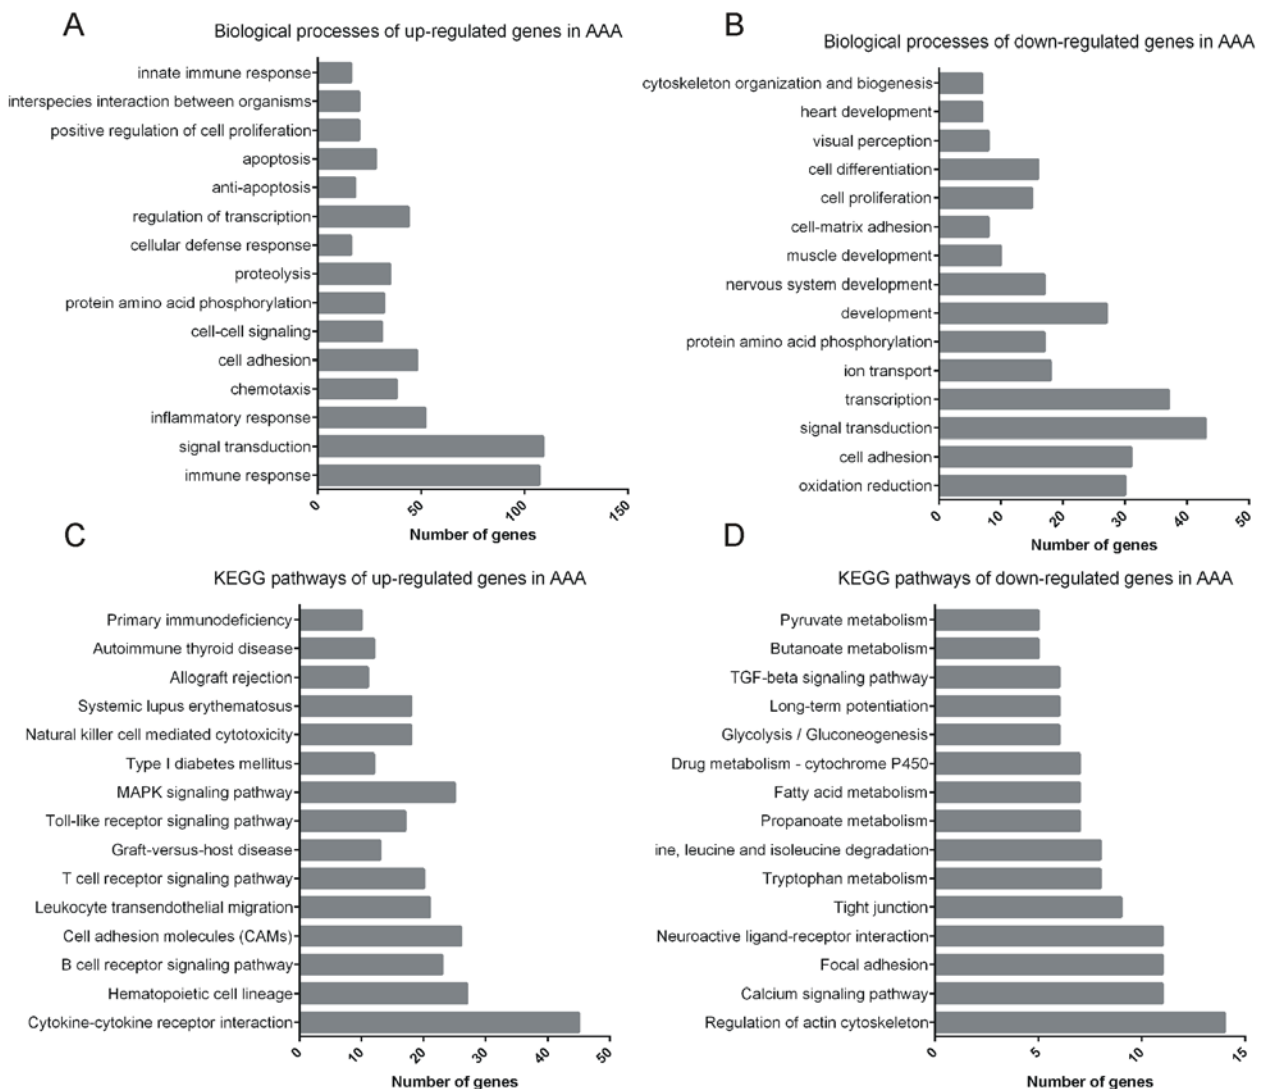 A
Biological processes of up-regulated genes in AAA
innate immune response
interspecies interaction between organisms
positive regulation of cell proliferation
apoptosis
anti-apoptosis
regulation of transcription
cellular defense response
proteolysis
protein amino acid phosphorylation
cell-cell signaling
cell adhesion
chemotaxis
inflammatory response
signal transduction
immune response
0 50 100 150
Number of genes
B
Biological processes of down-regulated genes in AAA
cytoskeleton organization and biogenesis
heart development
visual perception
cell differentiation
cell proliferation
cell-matrix adhesion
muscle development
nervous system development
development
protein amino acid phosphorylation
ion transport
transcription
signal transduction
cell adhesion
oxidation reduction
0 10 20 30 40 50
Number of genes
C
KEGG pathways of up-regulated genes in AAA
Primary immunodeficiency
Autoimmune thyroid disease
Allograft rejection
Systemic lupus erythematosus
Natural killer cell mediated cytotoxicity
Type I diabetes mellitus
MAPK signaling pathway
Toll-like receptor signaling pathway
Graft-versus-host disease
T cell receptor signaling pathway
Leukocyte transendothelial migration
Cell adhesion molecules (CAMs)
B cell receptor signaling pathway
Hematopoietic cell lineage
Cytokine-cytokine receptor interaction
0 10 20 30 40 50
Number of genes
D
KEGG pathways of down-regulated genes in AAA
Pyruvate metabolism
Butanoate metabolism
TGF-beta signaling pathway
Long-term potentiation
Glycolysis / Gluconeogenesis
Drug metabolism - cytochrome P450
Fatty acid metabolism
Propanoate metabolism
ine, leucine and isoleucine degradation
Tryptophan metabolism
Tight junction
Neuroactive ligand-receptor interaction
Focal adhesion
Calcium signaling pathway
Regulation of actin cytoskeleton
0 5 10 15
Number of genes